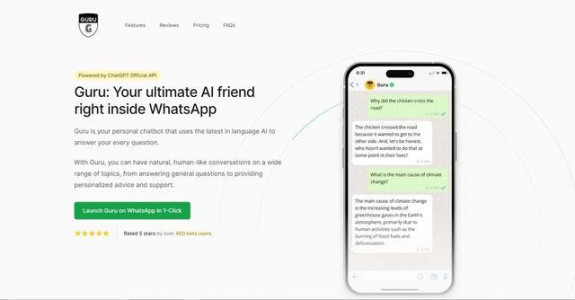 GURU
G
Features
Reviews
Pricing
FAQs
Powered by ChatGPT Official API
Guru: Your ultimate AI friend
right inside WhatsApp
Guru is your personal chatbot that uses the latest in language AI to
answer your every question.
With Guru, you can have natural, human-like conversations on a wide
range of topics, from answering general questions to providing
personalized advice and support.
Launch Guru on WhatsApp in 1-Click
Rated 5 stars by over 400 beta users
Guru
Why did the chicken cross the
road?
The chicken crossed the
road because it wanted to get to the
other side. And, let's be honest,
who hasn't wanted to do that at
some point in their lives?
What is the main cause of climate
change?
The main cause of climate change
is the increasing levels of
greenhouse gases in the Earth's
atmosphere, primarily due to
human activities such as the
burning of fossil fuels and
deforestation.